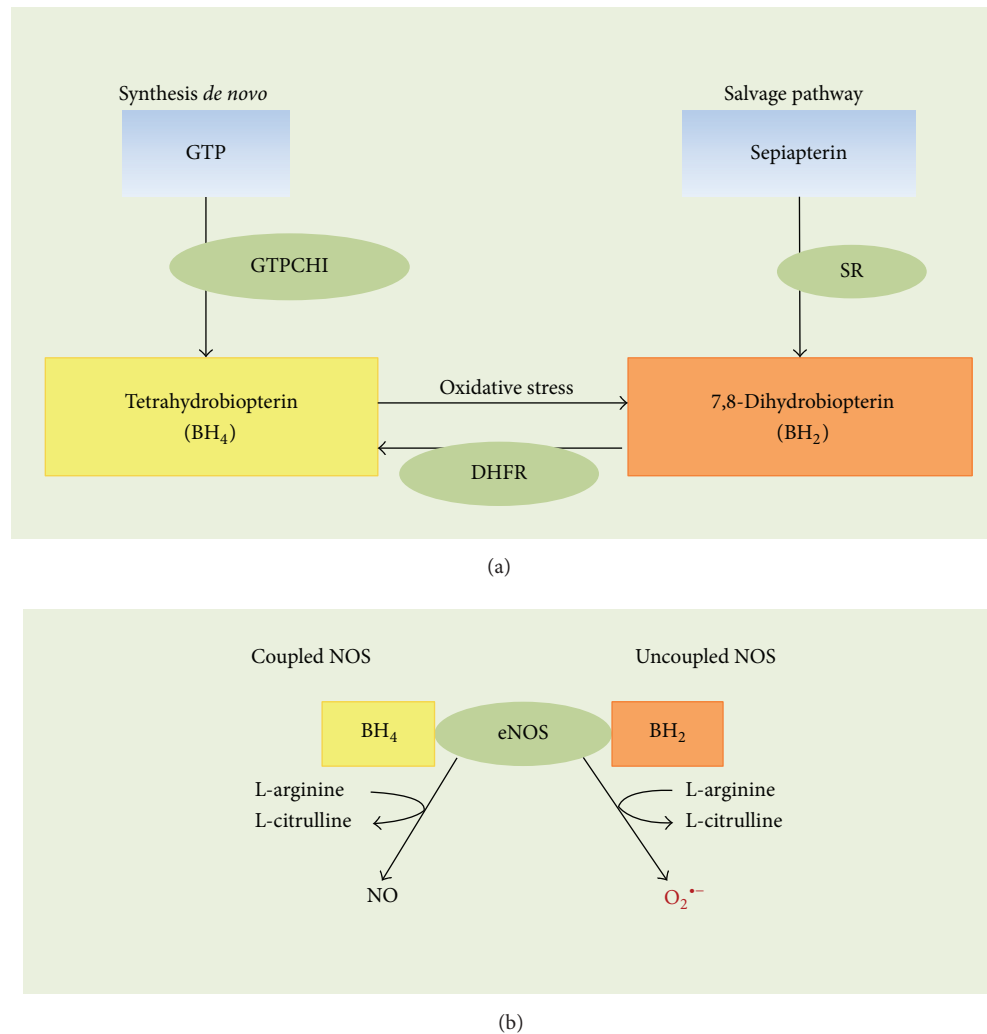 Synthesis de novo
Salvage pathway
GTP
Sepiapterin
GTPCHI
SR
Tetrahydrobiopterin
(BH₄)
Oxidative stress
7,8-Dihydrobiopterin
(BH₂)
DHFR
(a)
Coupled NOS
Uncoupled NOS
BH₄
eNOS
BH₂
L-arginine
L-citrulline
L-arginine
L-citrulline
NO
O₂•−
(b)